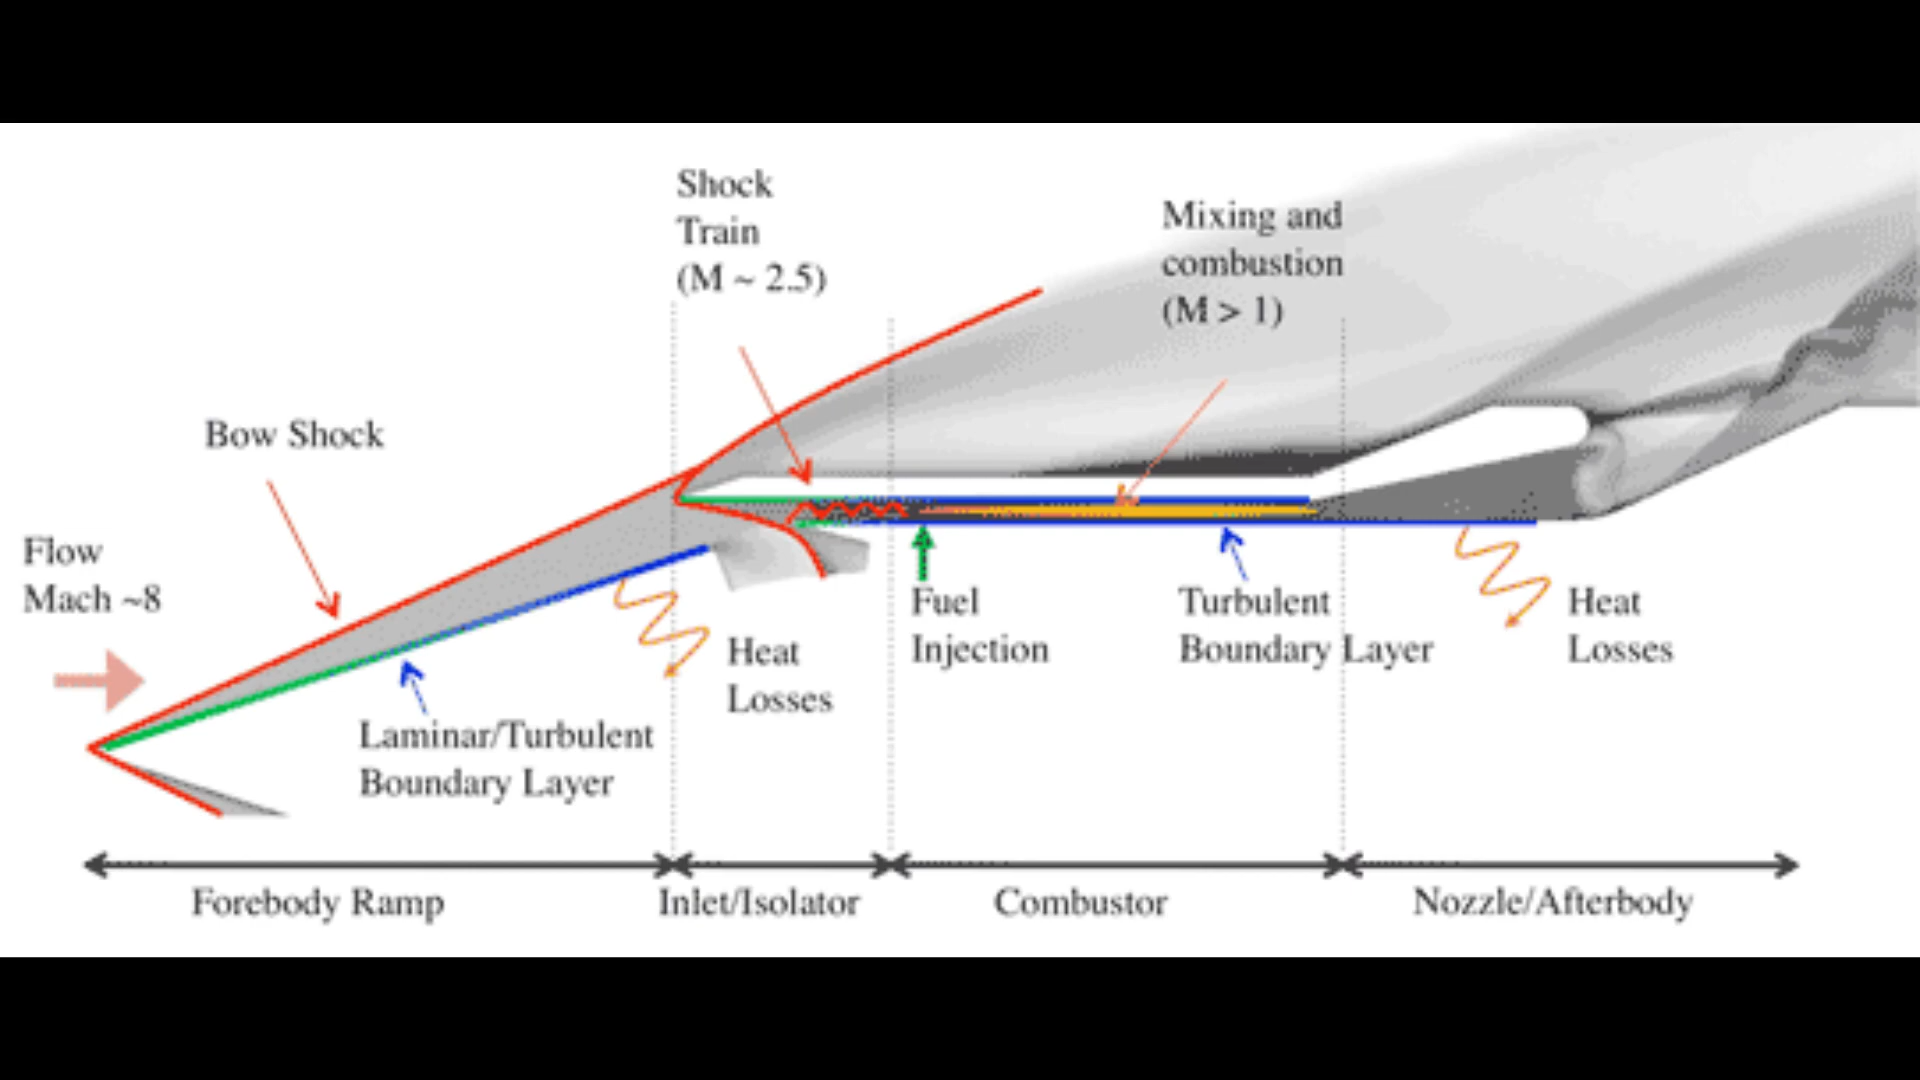 Shock
Train
(M ~ 2.5)
Mixing and
combustion
(M > 1)
Bow Shock
Flow
Mach ~8
Fuel
Injection
Turbulent
Boundary Layer
Heat
Losses
Heat
Losses
Laminar/Turbulent
Boundary Layer
Forebody Ramp
Inlet/Isolator
Combustor
Nozzle/Afterbody